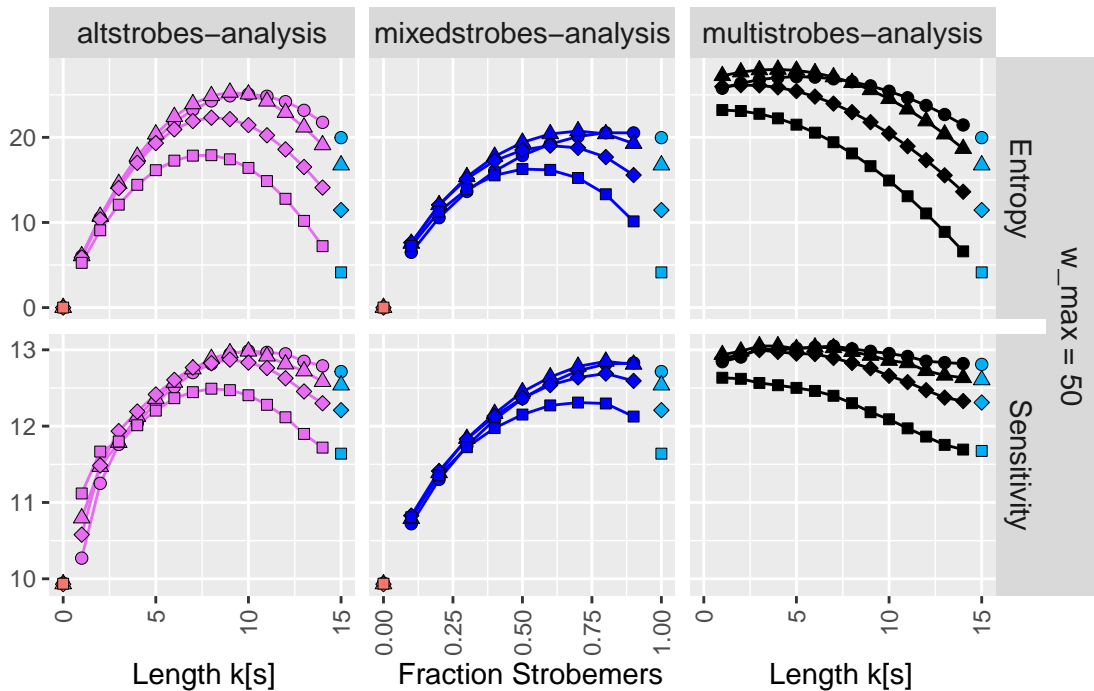 altstrobes−analysis
mixedstrobes−analysis
multistrobes−analysis
20
10
0
Entropy
w_max = 50
13
12
11
10
Sensitivity
0
5
10
15
0.00
0.25
0.50
0.75
1.00
0
5
10
15
Length k[s]
Fraction Strobemers
Length k[s]